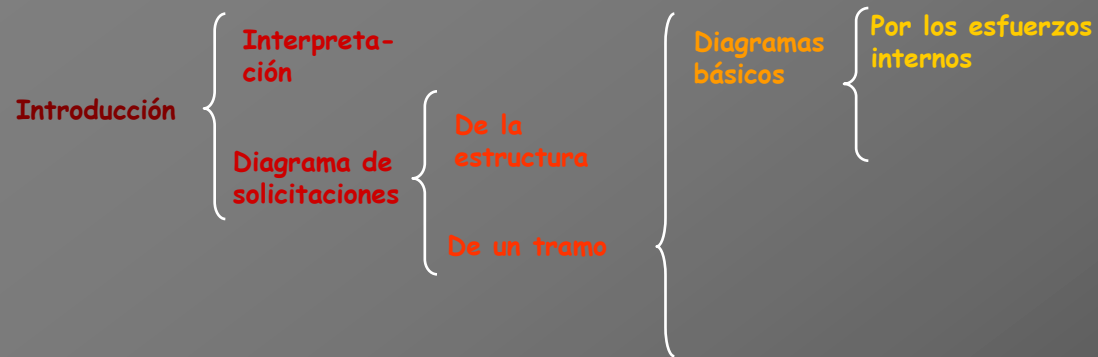 Introducción
Interpreta-
ción
Diagrama de
solicitaciones
De la
estructura
De un tramo
Diagramas
básicos
Por los esfuerzos
internos